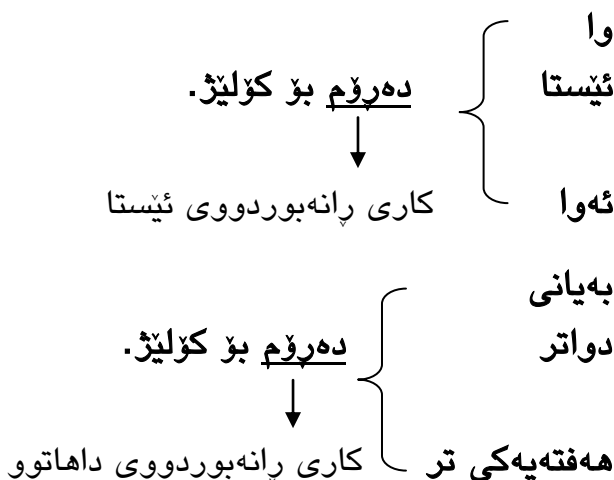 وا
ئێستا دەڕۆم بۆ کۆلێژ.
ئەوا کاری ڕانەبوردووی ئێستا
بەیانی
دواتر دەڕۆم بۆ کۆلێژ.
هەفتەیەکی تر کاری ڕانەبوردووی داهاتوو